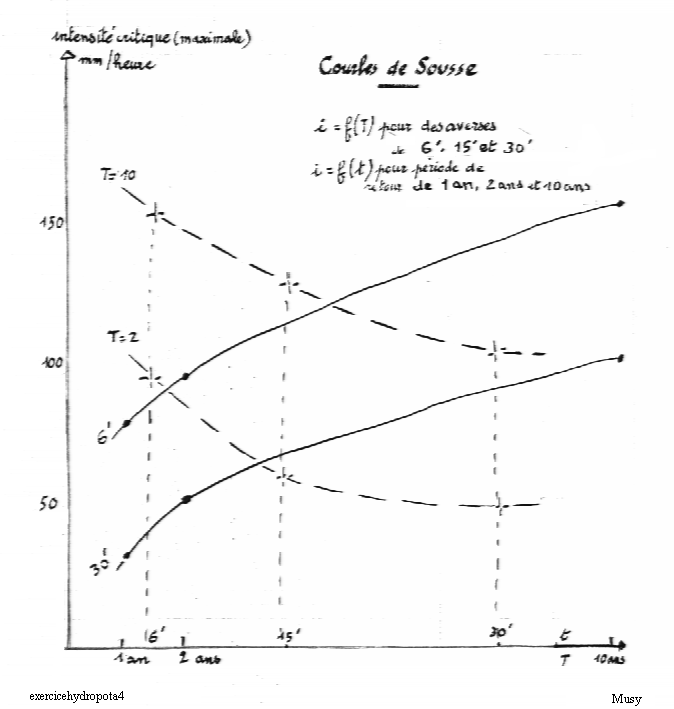 intensité critique (maximale)
mm/heure
Courbes de Sousse
i = f(T) pour des averses
de 6', 15' et 30'
i = f(t) pour période de
retour de 1 an, 2 ans et 10 ans
T=10
150
T=2
100
6'
50
30'
6' 15' 30' t
1 an 2 ans T 10 ans
exercicehydropota4
Musy